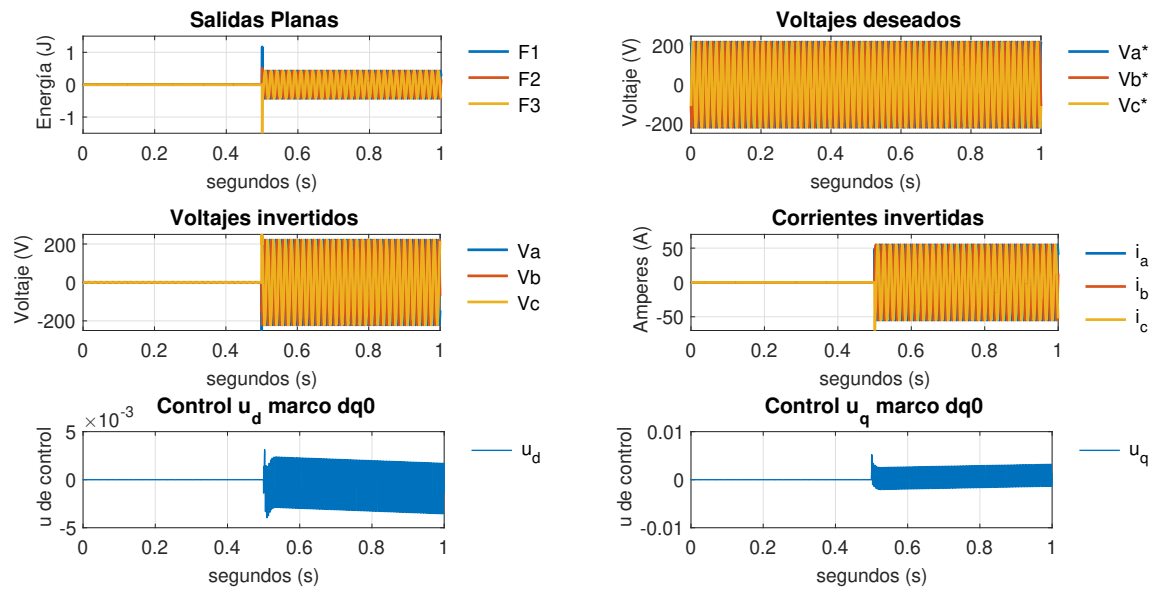 Salidas Planas
Energía (J)
1
0
-1
0 0.2 0.4 0.6 0.8 1
segundos (s)
F1
F2
F3
Voltajes deseados
Voltaje (V)
200
0
-200
0 0.2 0.4 0.6 0.8 1
segundos (s)
Va*
Vb*
Vc*
Voltajes invertidos
Voltaje (V)
200
0
-200
0 0.2 0.4 0.6 0.8 1
segundos (s)
Va
Vb
Vc
Corrientes invertidas
Amperes (A)
50
0
-50
0 0.2 0.4 0.6 0.8 1
segundos (s)
i_a
i_b
i_c
Control u_d marco dq0
×10^-3
u de control
5
0
-5
0 0.2 0.4 0.6 0.8 1
segundos (s)
u_d
Control u_q marco dq0
u de control
0.01
0
-0.01
0 0.2 0.4 0.6 0.8 1
segundos (s)
u_q